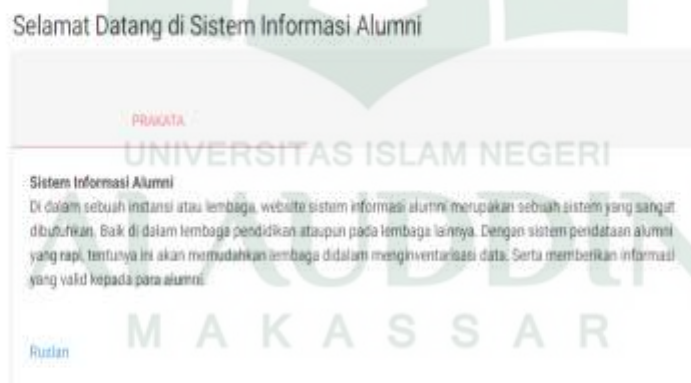 Selamat Datang di Sistem Informasi Alumni
PRAKATA
UNIVERSITAS ISLAM NEGERI
Sistem Informasi Alumni
Di dalam sebuah instansi atau lembaga, website sistem informasi alumni merupakan sebuah sistem yang sangat
dibutuhkan. Baik di dalam lembaga pendidikan ataupun pada lembaga lainnya. Dengan sistem pendataan alumni
yang rapi, tentunya ini akan memudahkan lembaga didalam menginventarisasi data. Serta memberikan informasi
yang valid kepada para alumni.
ALAUDDIN
MAKASSAR
Ruslan